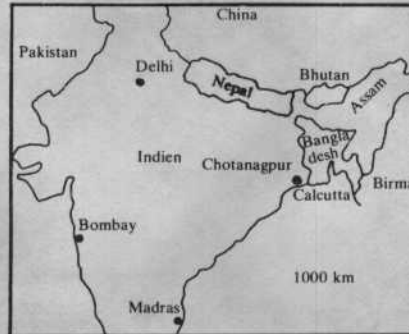 China
Pakistan
Delhi
Nepal
Bhutan
Assam
Bangla
desh
Indien
Chotanagpur
Calcutta
Birma
Bombay
1000 km
Madras